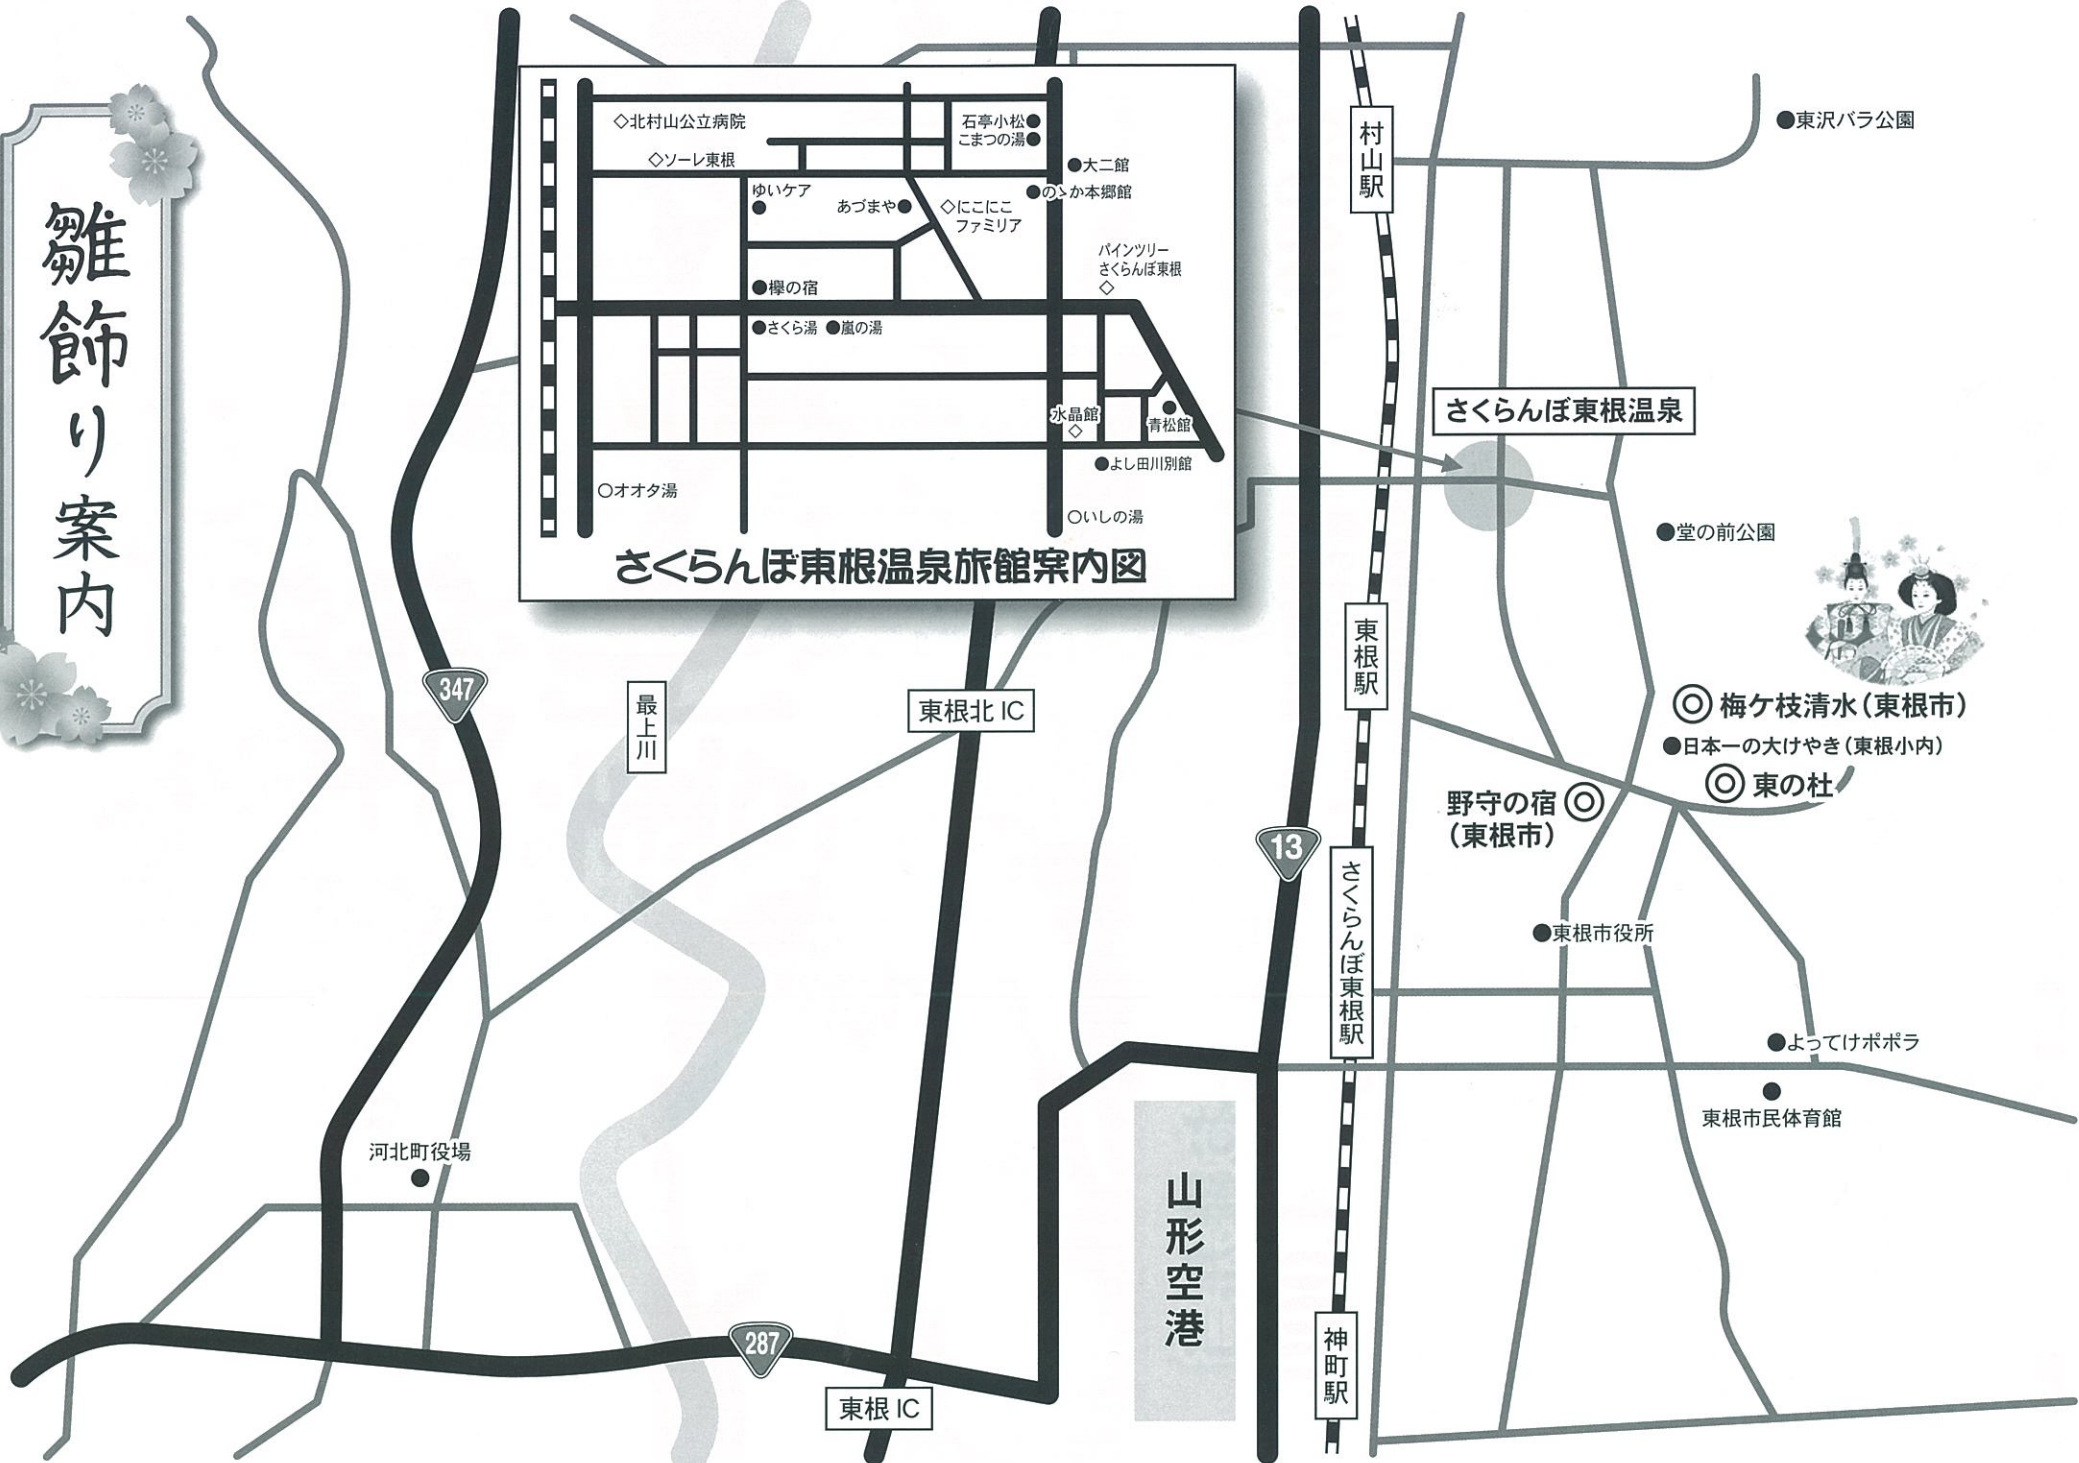 雛飾り案内
◇北村山公立病院
◇ソーレ東根
石亭小松●
こまつの湯●
●大二館
●のゝか本郷館
ゆいケア
●
あづまや●
◇にこにこ
ファミリア
パインツリー
さくらんぼ東根
◇
●欅の宿
●さくら湯 ●嵐の湯
水晶館
◇
●
青松館
●よし田川別館
○オオタ湯
○いしの湯
さくらんぼ東根温泉旅館案内図
村山駅
●東沢バラ公園
さくらんぼ東根温泉
●堂の前公園
東根駅
347
最上川
東根北 IC
◎ 梅ケ枝清水(東根市)
●日本一の大けやき(東根小内)
◎ 東の杜
野守の宿 ◎
(東根市)
13
さくらんぼ東根駅
●東根市役所
●よってけポポラ
●
東根市民体育館
河北町役場
●
山形空港
287
神町駅
東根 IC